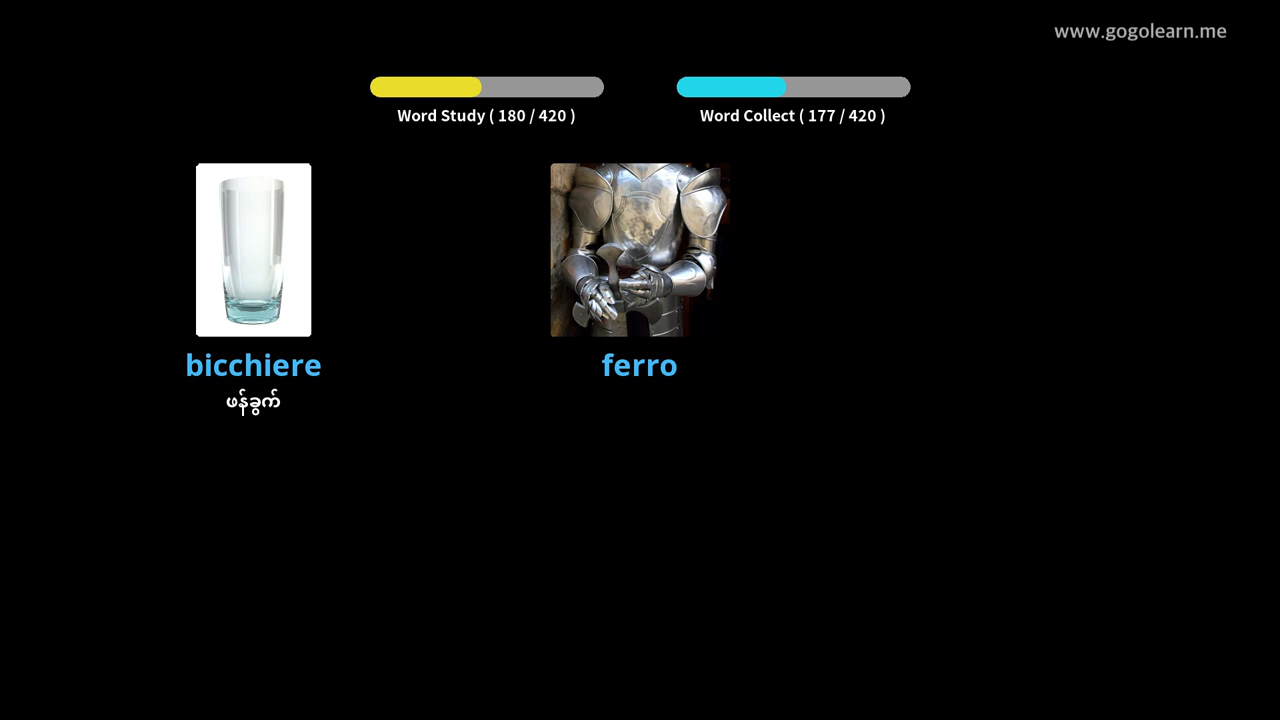 www.gogolearn.me
Word Study ( 180 / 420 )
Word Collect ( 177 / 420 )
bicchiere
ferro
ဖန်ခွက်